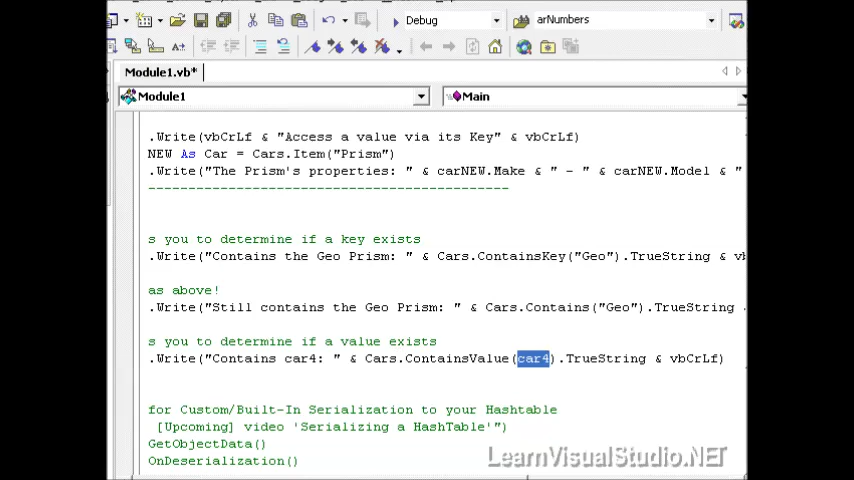 Debug
arNumbers
Module1.vb*
Module1
Main
.Write(vbCrLf & "Access a value via its Key" & vbCrLf)
NEW As Car = Cars.Item("Prism")
.Write("The Prism's properties: " & carNEW.Make & " - " & carNEW.Model & "
---------------------------------------------
s you to determine if a key exists
.Write("Contains the Geo Prism: " & Cars.ContainsKey("Geo").TrueString & vb
as above!
.Write("Still contains the Geo Prism: " & Cars.Contains("Geo").TrueString
s you to determine if a value exists
.Write("Contains car4: " & Cars.ContainsValue(car4).TrueString & vbCrLf)
for Custom/Built-In Serialization to your Hashtable
[Upcoming] video 'Serializing a HashTable'")
GetObjectData()
OnDeserialization()
LearnVisualStudio.NET